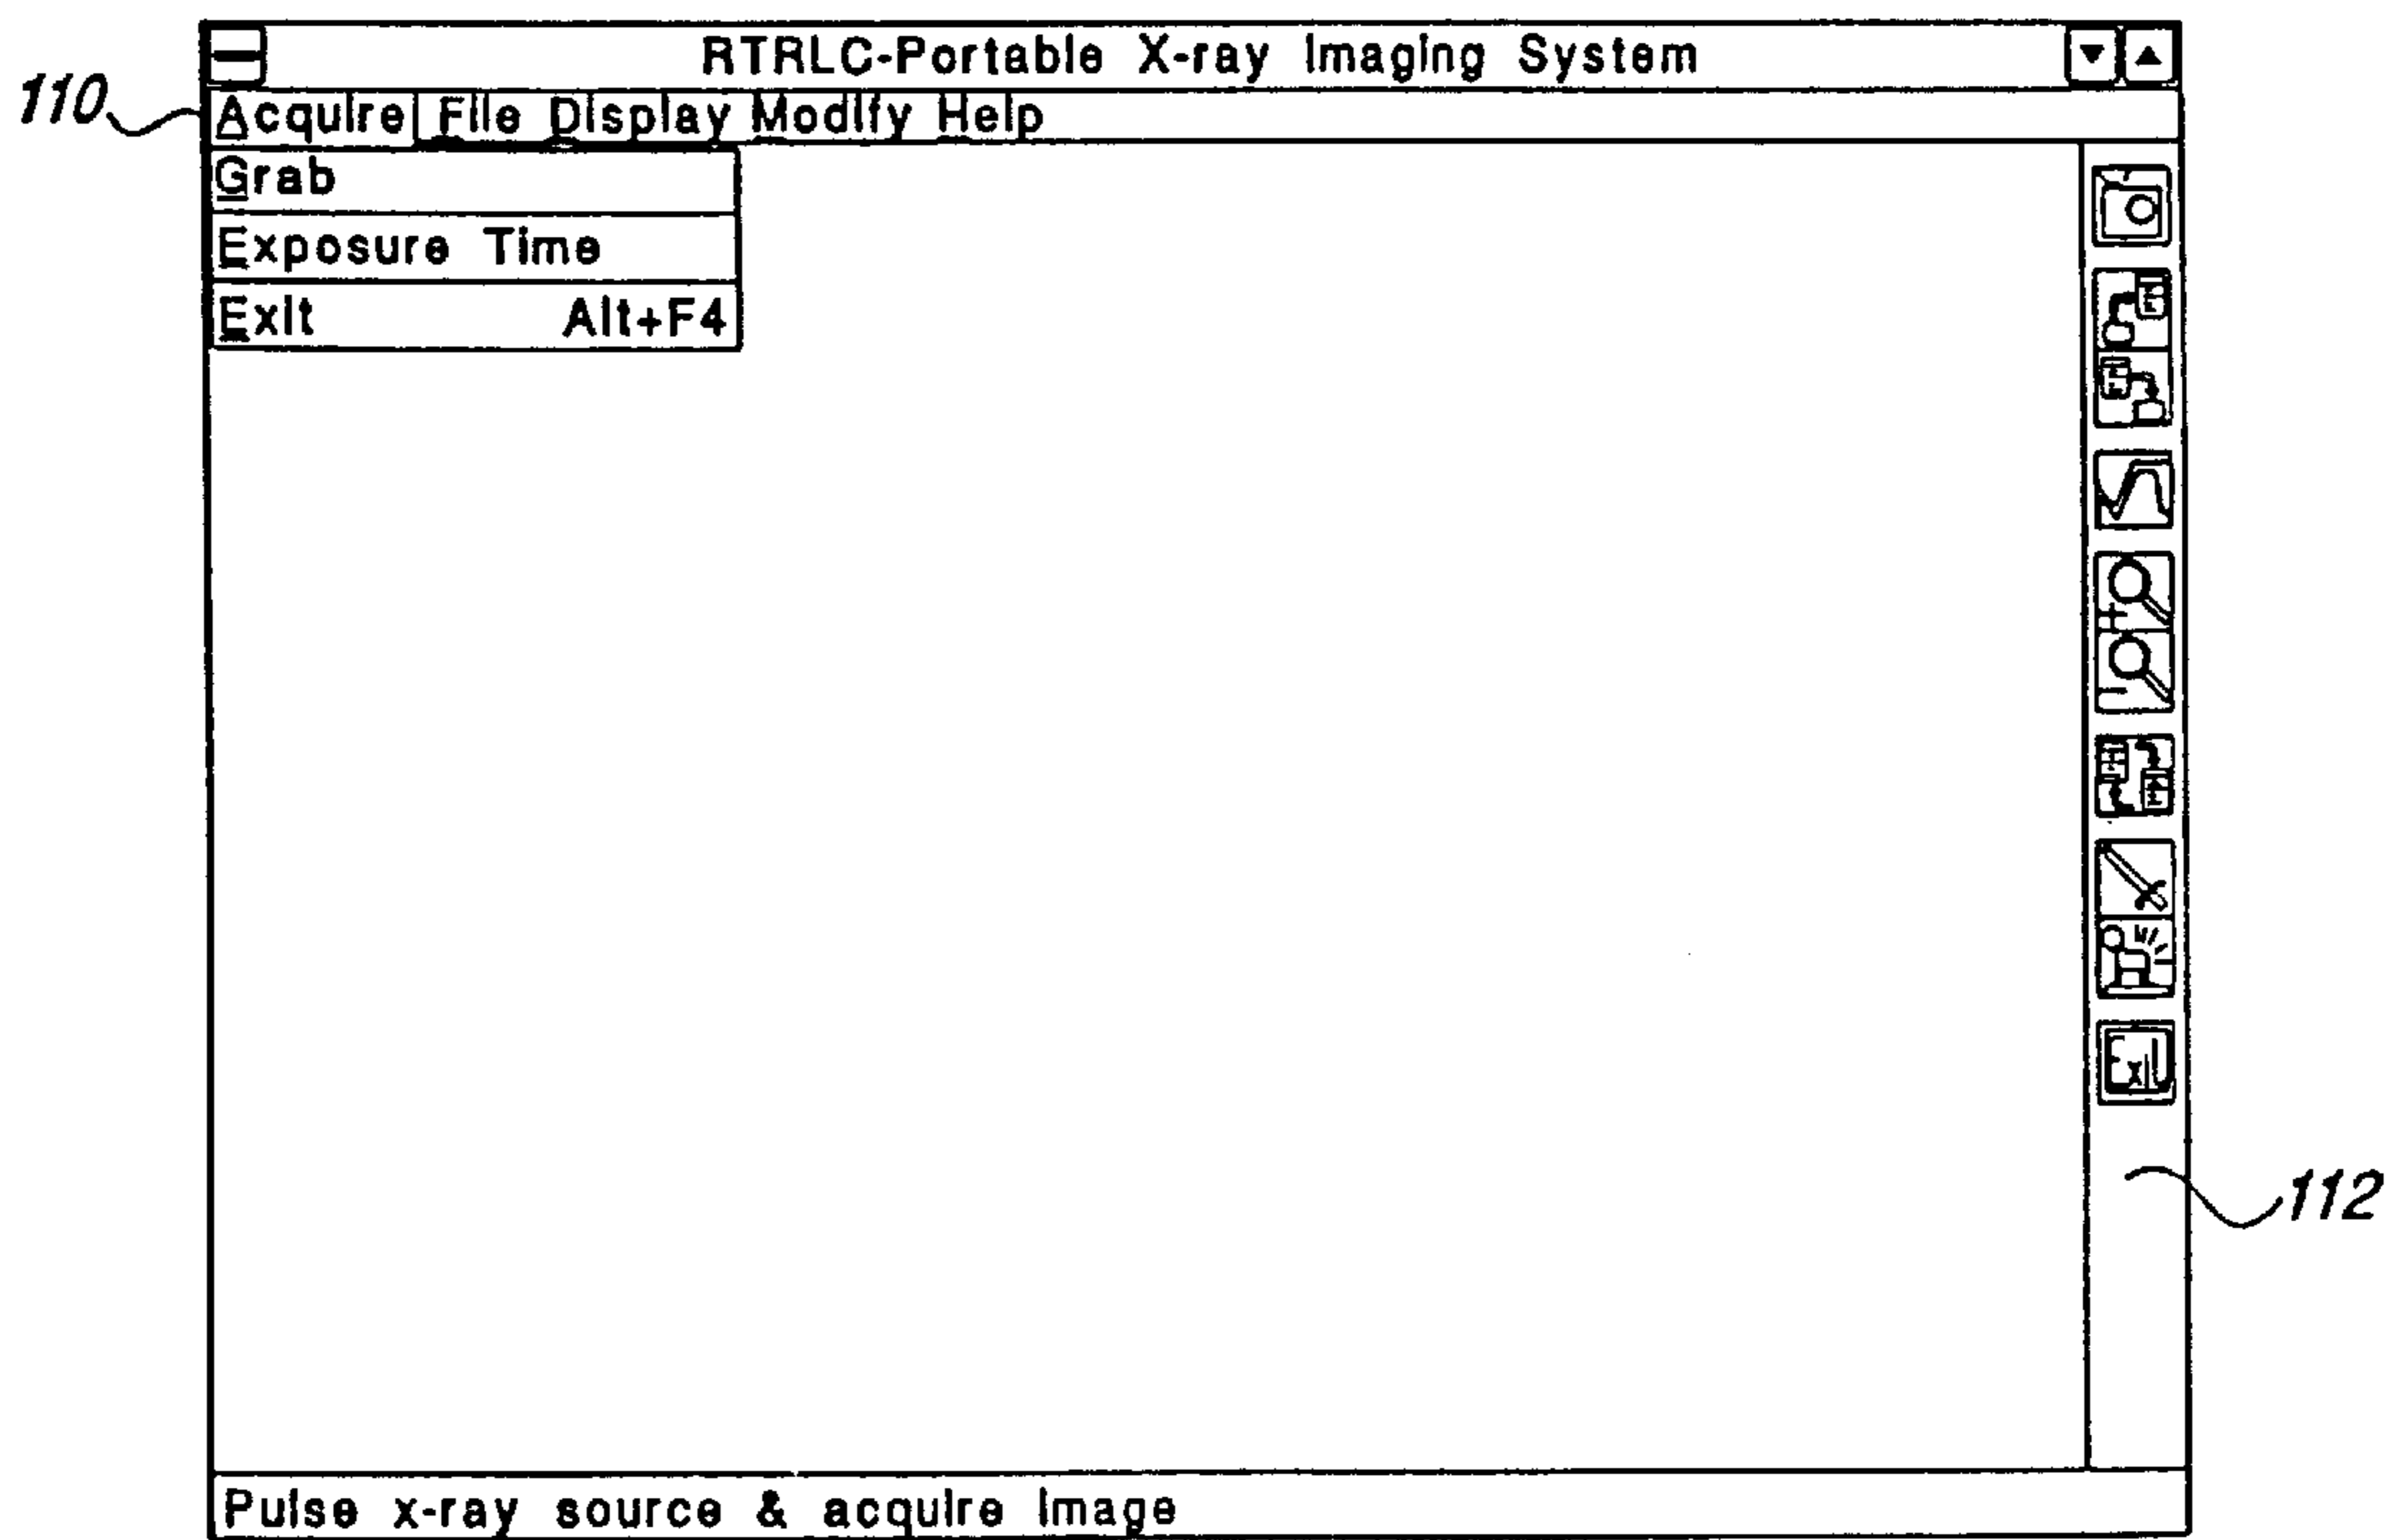 RTRLC-Portable X-ray Imaging System
110
Acquire File Display Modify Help
Grab
Exposure Time
Exit Alt+F4
112
Pulse x-ray source & acquire image